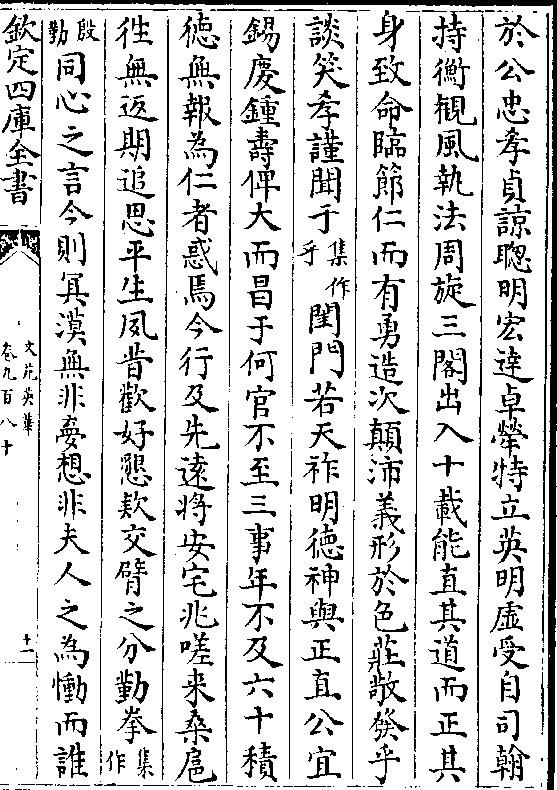 於公忠孝貞諒聰明宏達卓犖特立英明虛受自司翰
持衡観風執法周旋三閣出入十載能直其道而正其
身致命臨節仁而有勇造次顛沛義形於色莊敬發乎
談笑孝謹聞于集作乎閨門若天祚明徳神與正直公宜
錫慶鍾壽俾大而昌于何官不至三事年不及六十積
徳無報為仁者惑焉今行及先逺將安宅兆嗟来桑扈
徃無返期追思平生夙昔歡好懇欵交臂之分勤拳集作
殷勤同心之言今則冥漠無非夢想非夫人之為慟而誰
欽定四庫全書
文苑英華
卷九百八十
十一